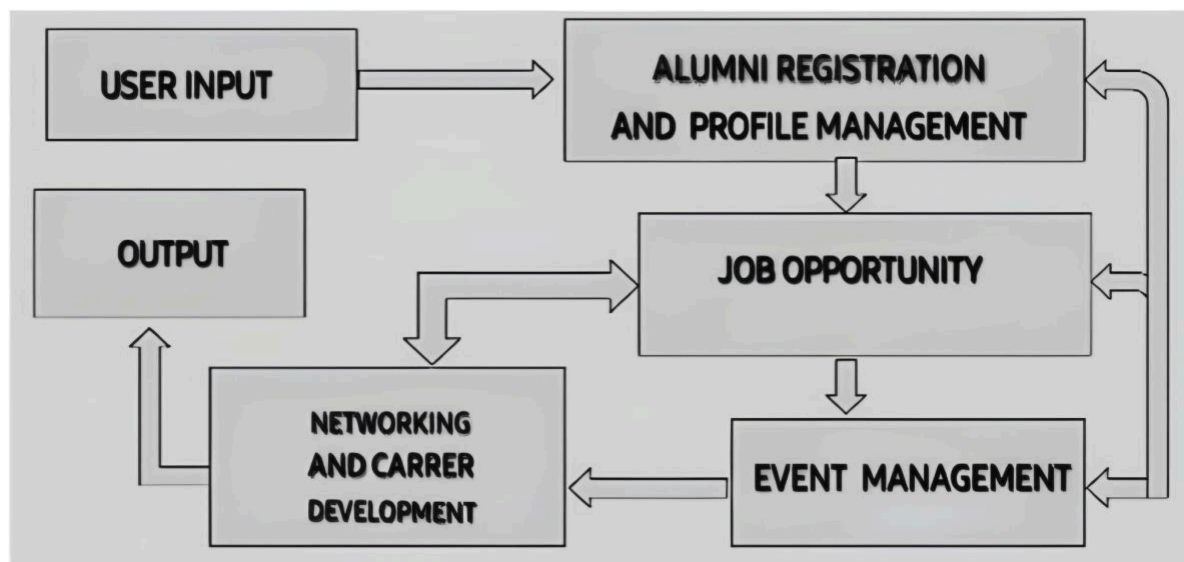 USER INPUT
ALUMNI REGISTRATION
AND PROFILE MANAGEMENT
OUTPUT
JOB OPPORTUNITY
NETWORKING
AND CARRER
DEVELOPMENT
EVENT MANAGEMENT